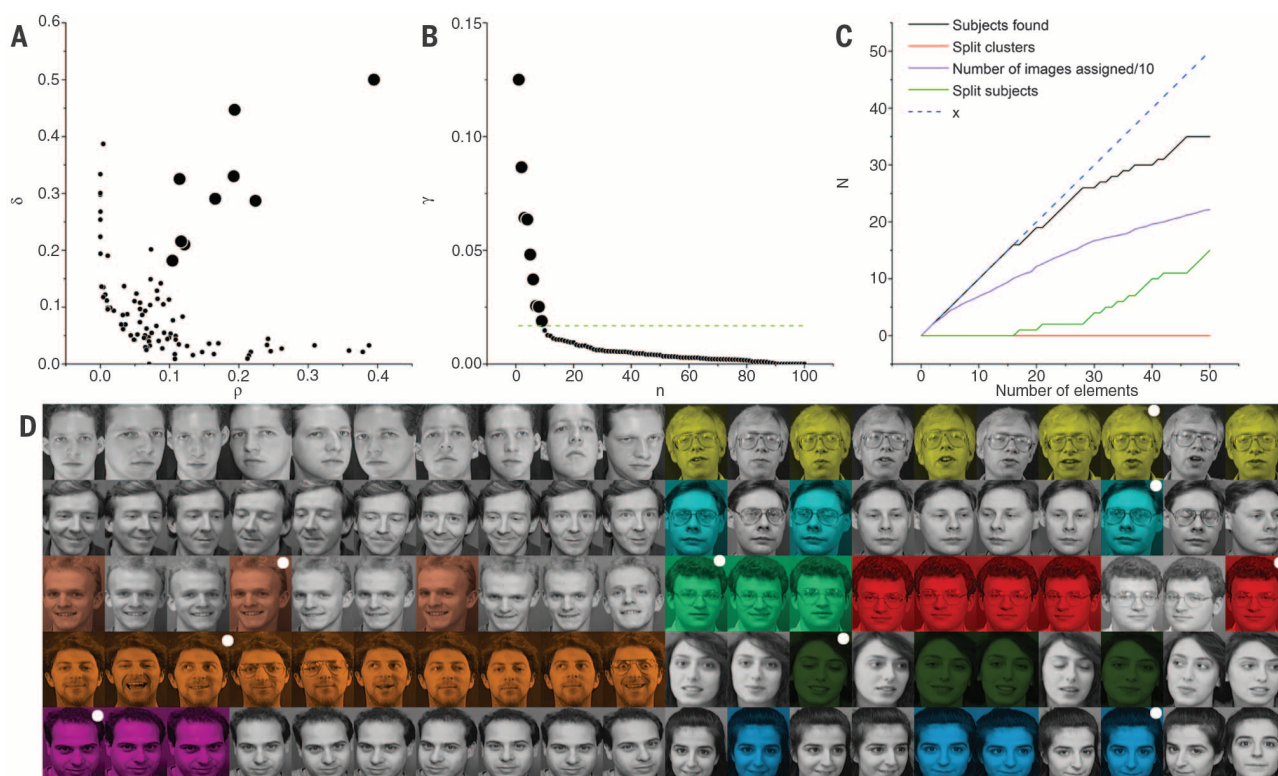 A
0.6
0.5
0.4
δ
0.3
0.2
0.1
0.0
0.0
0.1
0.2
0.3
0.4
ρ
B
0.15
0.10
γ
0.05
0.00
0
20
40
60
80
100
n
C
50
40
30
N
20
10
0
Subjects found
Split clusters
Number of images assigned/10
Split subjects
x
0
10
20
30
40
50
Number of elements
D